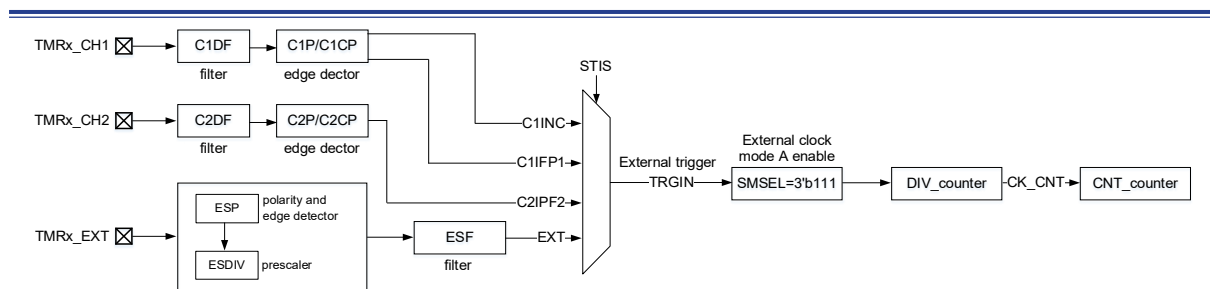 TMRx_CH1
C1DF
filter
C1P/C1CP
edge dector
TMRx_CH2
C2DF
filter
C2P/C2CP
edge dector
TMRx_EXT
ESP
polarity and
edge detector
ESDIV
prescaler
ESF
filter
STIS
C1INC
C1IFP1
C2IPF2
EXT
External trigger
TRGIN
External clock
mode A enable
SMSEL=3'b111
DIV_counter
CK_CNT
CNT_counter